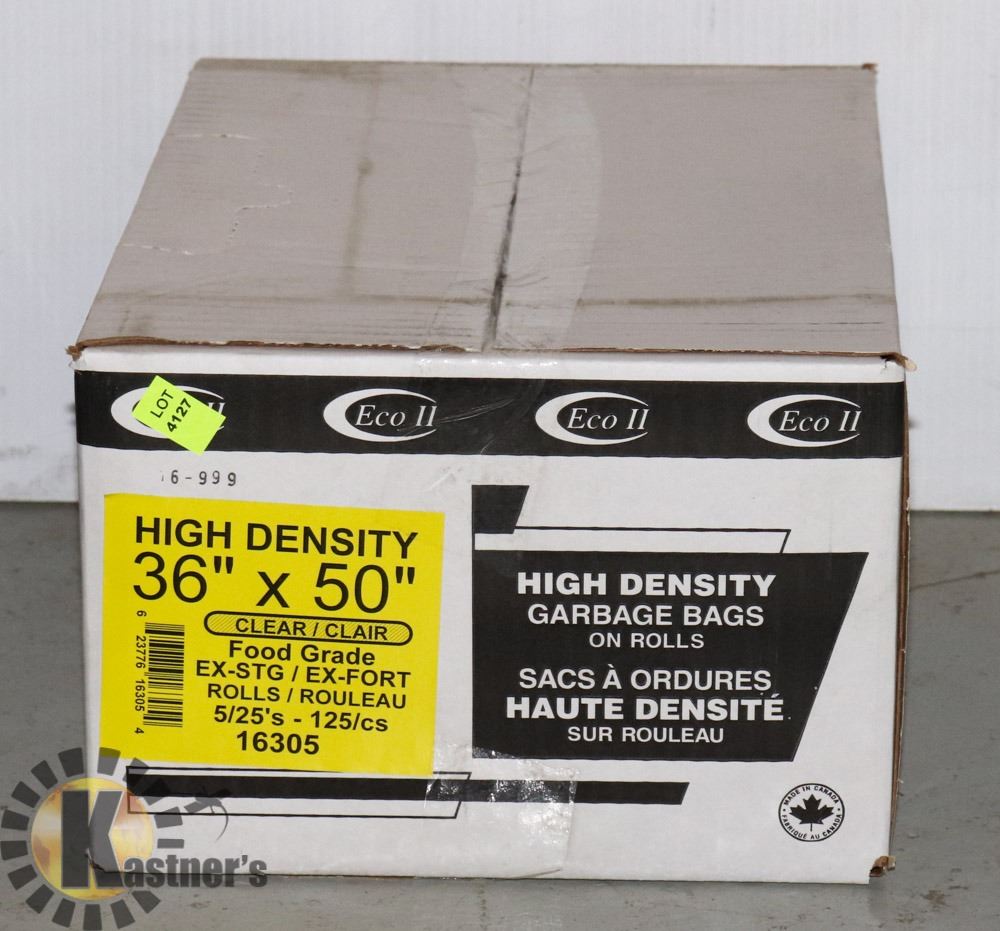 LOT
4127
Eco II
Eco II
Eco II
6-999
HIGH DENSITY
36" x 50"
CLEAR / CLAIR
Food Grade
EX-STG / EX-FORT
ROLLS / ROULEAU
5/25's - 125/cs
16305
6 23776 16305 4
HIGH DENSITY
GARBAGE BAGS
ON ROLLS
SACS À ORDURES
HAUTE DENSITÉ
SUR ROULEAU
MADE IN CANADA
FABRIQUÉ AU CANADA
Kastner's